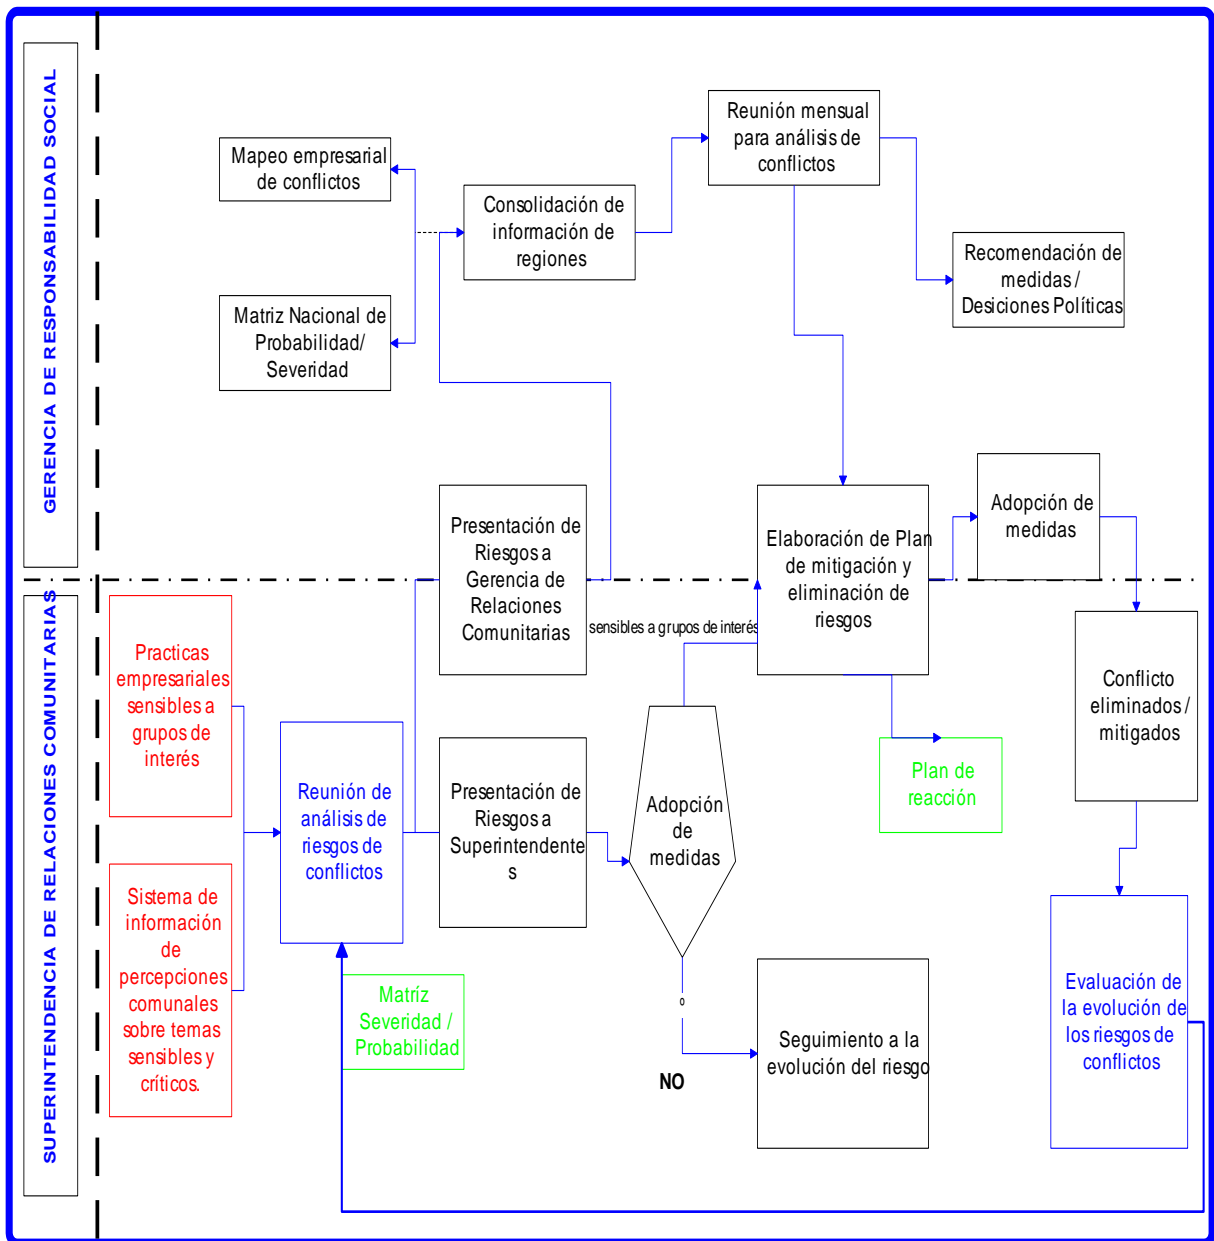 GERENCIA DE RESPONSABILIDAD SOCIAL
Mapeo empresarial
de conflictos
Matriz Nacional de
Probabilidad/
Severidad
Consolidación de
información de
regiones
Reunión mensual
para análisis de
conflictos
Recomendación de
medidas /
Desiciones Políticas
Presentación de
Riesgos a
Gerencia de
Relaciones
Comunitarias
sensibles a grupos de interés
Elaboración de Plan
de mitigación y
eliminación de
riesgos
Adopción de
medidas
SUPERINTENDENCIA DE RELACIONES COMUNITARIAS
Practicas
empresariales
sensibles a
grupos de
interés
Sistema de
información
de
percepciones
comunales
sobre temas
sensibles y
críticos.
Reunión de
análisis de
riesgos de
conflictos
Matríz
Severidad /
Probabilidad
Presentación de
Riesgos a
Superintendente
s
Adopción
de
medidas
o
NO
Seguimiento a la
evolución del riesgo
Plan de
reacción
Conflicto
eliminados /
mitigados
Evaluación de
la evolución de
los riesgos de
conflictos